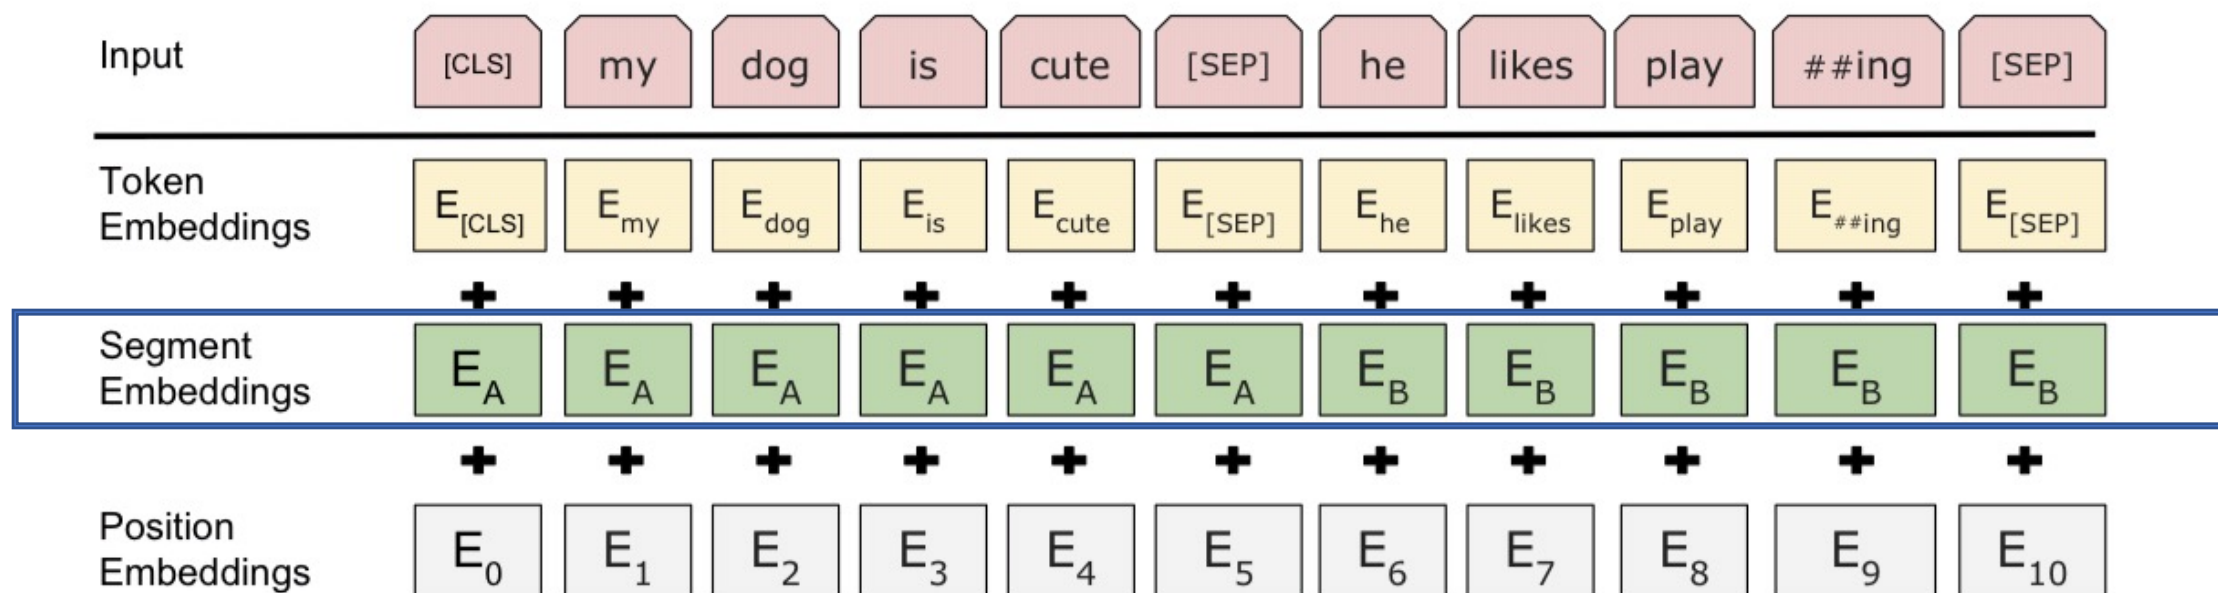 Input [CLS] my dog is cute [SEP] he likes play ##ing [SEP]
Token
Embeddings E[CLS] Emy Edog Eis Ecute E[SEP] Ehe Elikes Eplay E##ing E[SEP]
+ + + + + + + + + + +
Segment
Embeddings EA EA EA EA EA EA EB EB EB EB EB
+ + + + + + + + + + +
Position
Embeddings E0 E1 E2 E3 E4 E5 E6 E7 E8 E9 E10